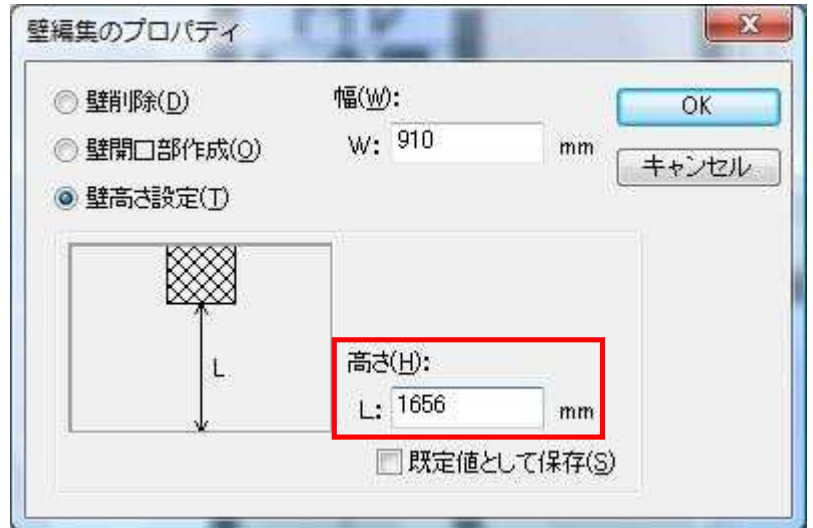 壁編集のプロパティ
壁削除(D)
壁開口部作成(O)
壁高さ設定(T)
幅(W):
W: 910 mm
OK
キャンセル
L
高さ(H):
L: 1656 mm
既定値として保存(S)